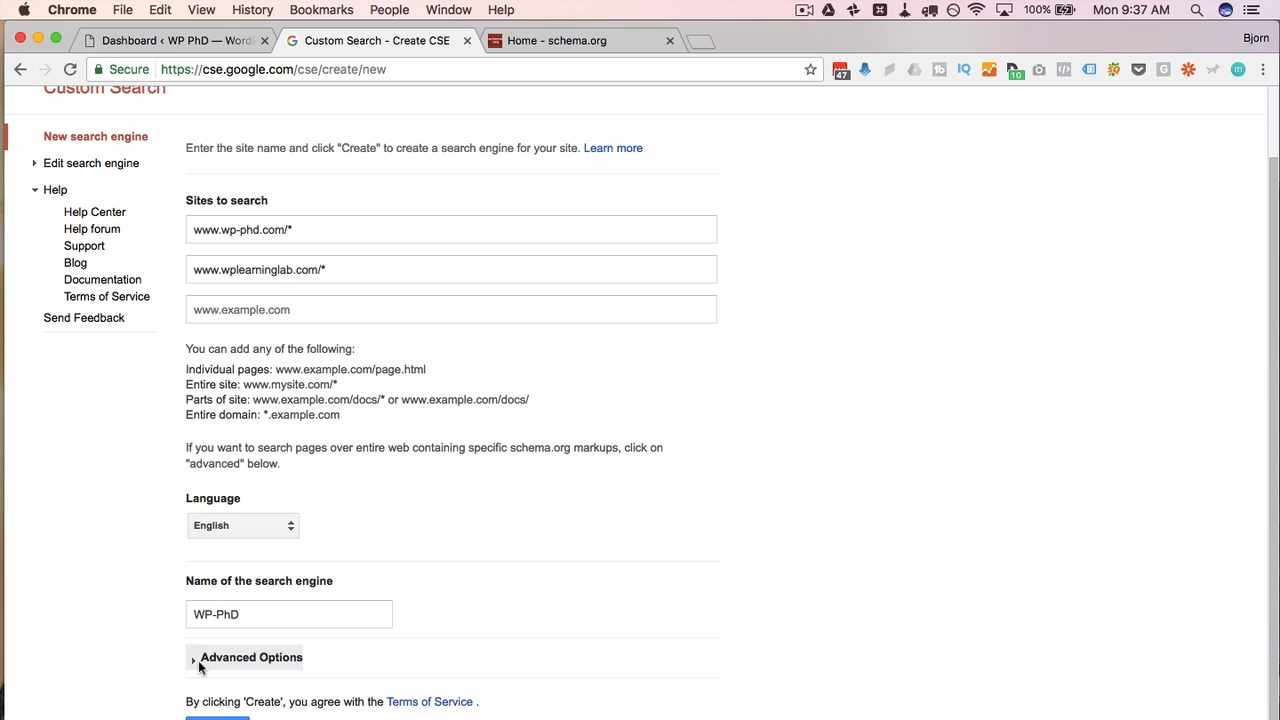 Chrome File Edit View History Bookmarks People Window Help 100% Mon 9:37 AM
Dashboard ‹ WP PhD — WordP
Custom Search - Create CSE
Home - schema.org
Bjorn
Secure https://cse.google.com/cse/create/new
47
10
Custom Search
New search engine
Edit search engine
Help
Help Center
Help forum
Support
Blog
Documentation
Terms of Service
Send Feedback
Enter the site name and click "Create" to create a search engine for your site. Learn more
Sites to search
www.wp-phd.com/*
www.wplearninglab.com/*
www.example.com
You can add any of the following:
Individual pages: www.example.com/page.html
Entire site: www.mysite.com/*
Parts of site: www.example.com/docs/* or www.example.com/docs/
Entire domain: *.example.com
If you want to search pages over entire web containing specific schema.org markups, click on
"advanced" below.
Language
English
Name of the search engine
WP-PhD
Advanced Options
By clicking 'Create', you agree with the Terms of Service .